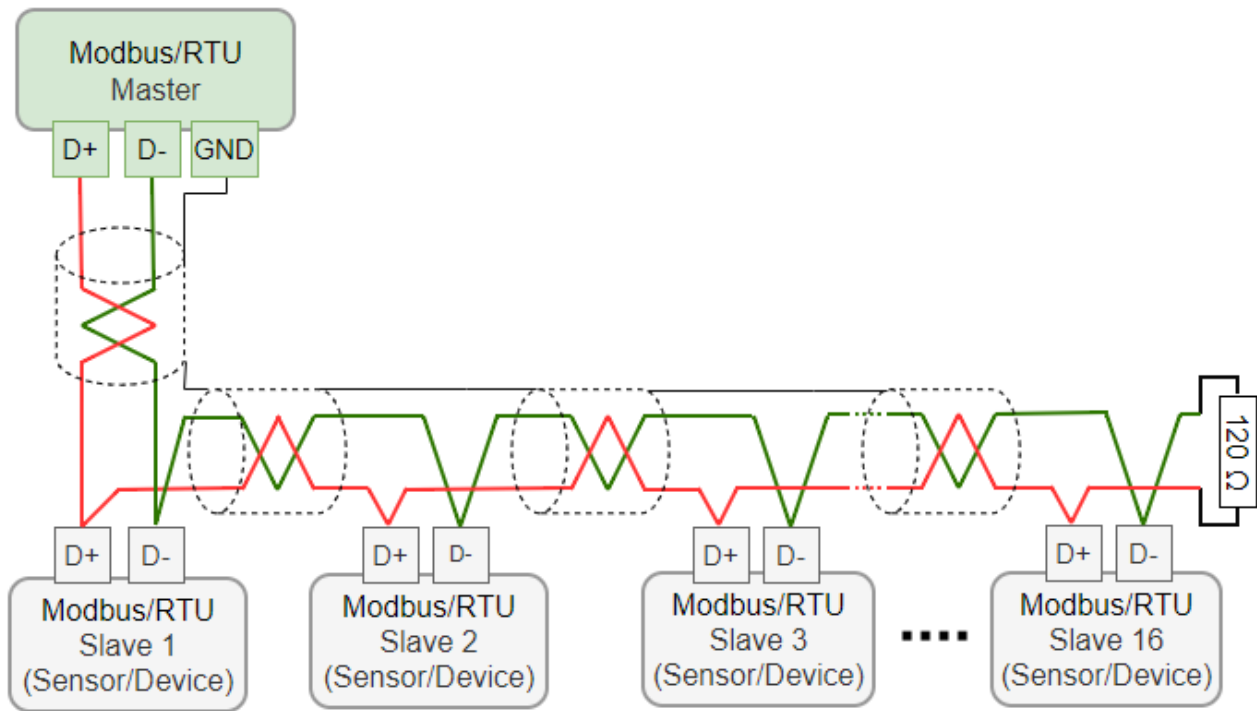 Modbus/RTU
Master
D+ D- GND
120 Ω
D+ D- D+ D- D+ D- D+ D-
Modbus/RTU
Slave 1
(Sensor/Device)
Modbus/RTU
Slave 2
(Sensor/Device)
Modbus/RTU
Slave 3
(Sensor/Device)
Modbus/RTU
Slave 16
(Sensor/Device)